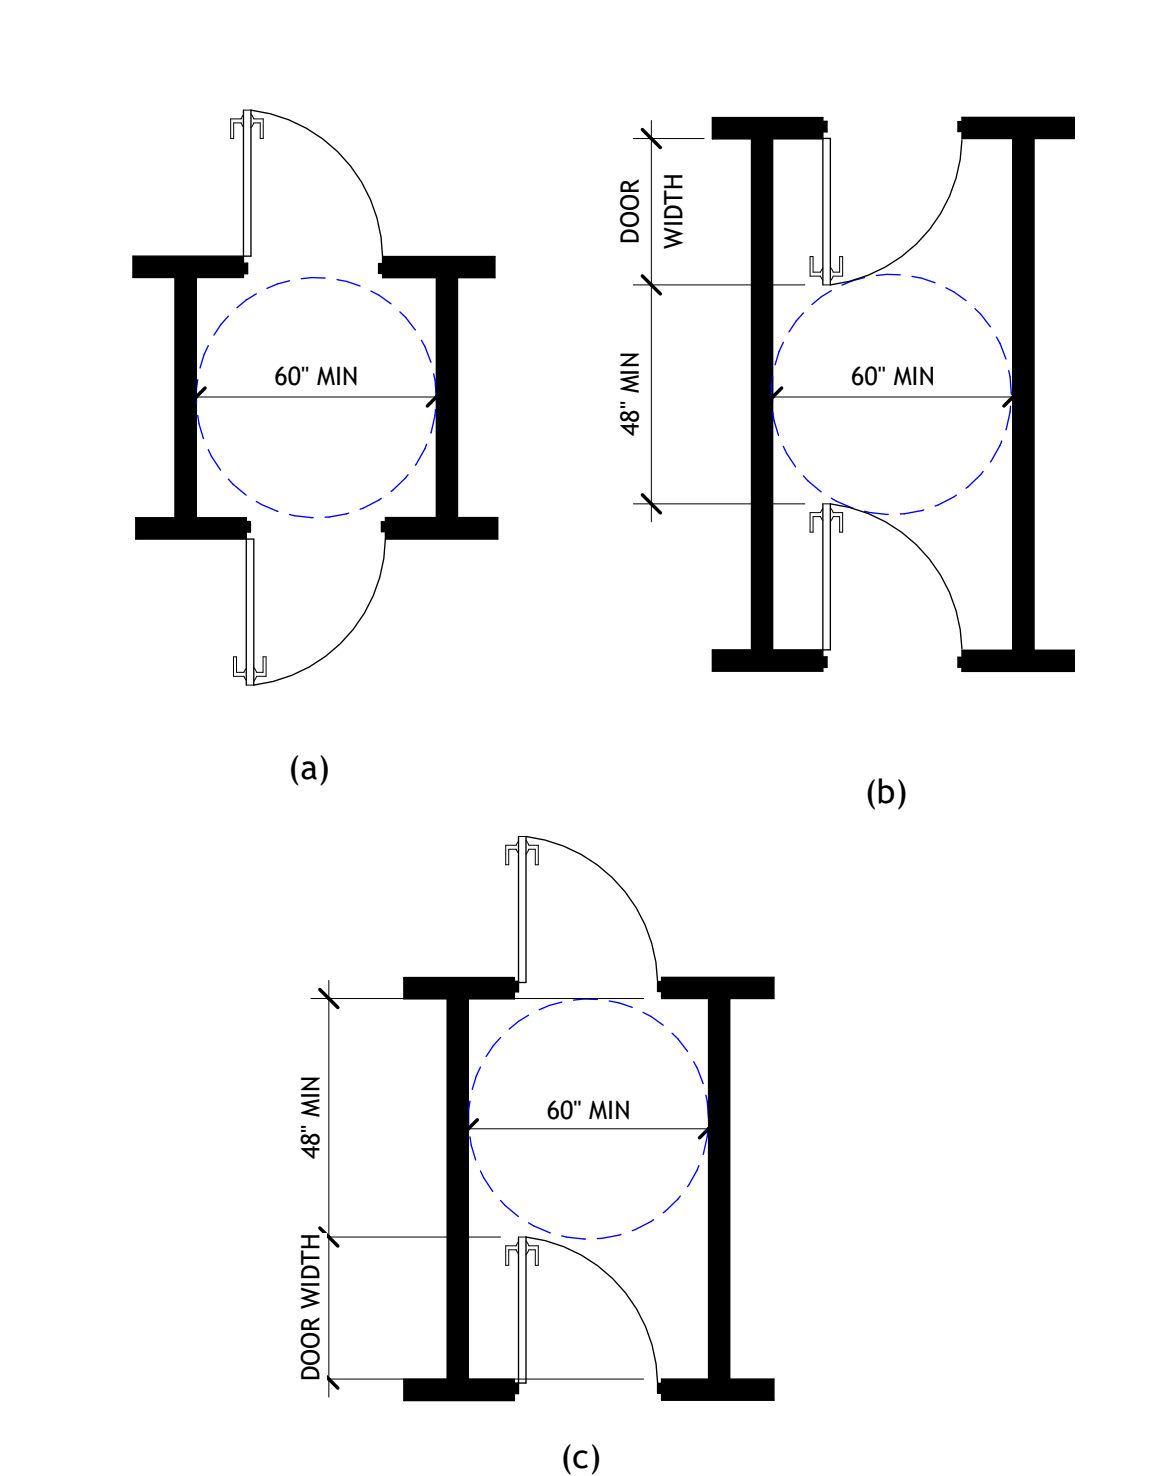 DOOR
WIDTH
48" MIN
60" MIN
60" MIN
(a)
(b)
48" MIN
60" MIN
DOOR WIDTH
(c)